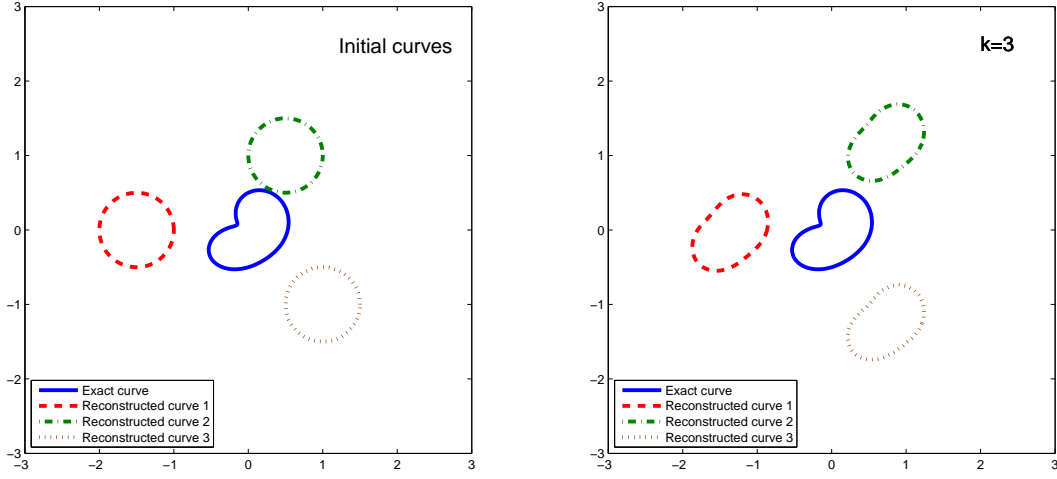 Initial curves
3
2
1
0
−1
−2
−3
−3 −2 −1 0 1 2 3
Exact curve
Reconstructed curve 1
Reconstructed curve 2
Reconstructed curve 3
k=3
3
2
1
0
−1
−2
−3
−3 −2 −1 0 1 2 3
Exact curve
Reconstructed curve 1
Reconstructed curve 2
Reconstructed curve 3